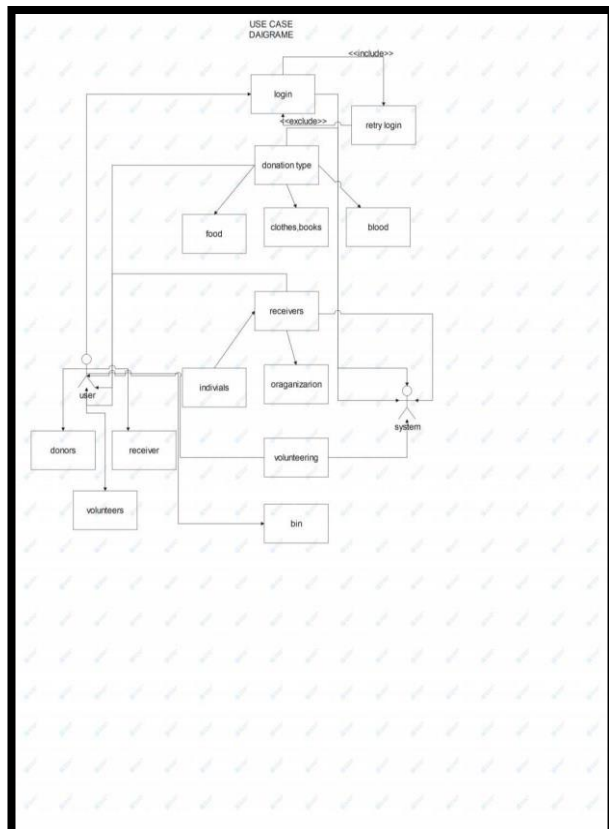 USE CASE
DAIGRAME
<<include>>
login
<<exclude>>
retry login
donation type
food
clothes,books
blood
receivers
indivials
oraganizarion
user
system
donors
receiver
volunteering
volunteers
bin